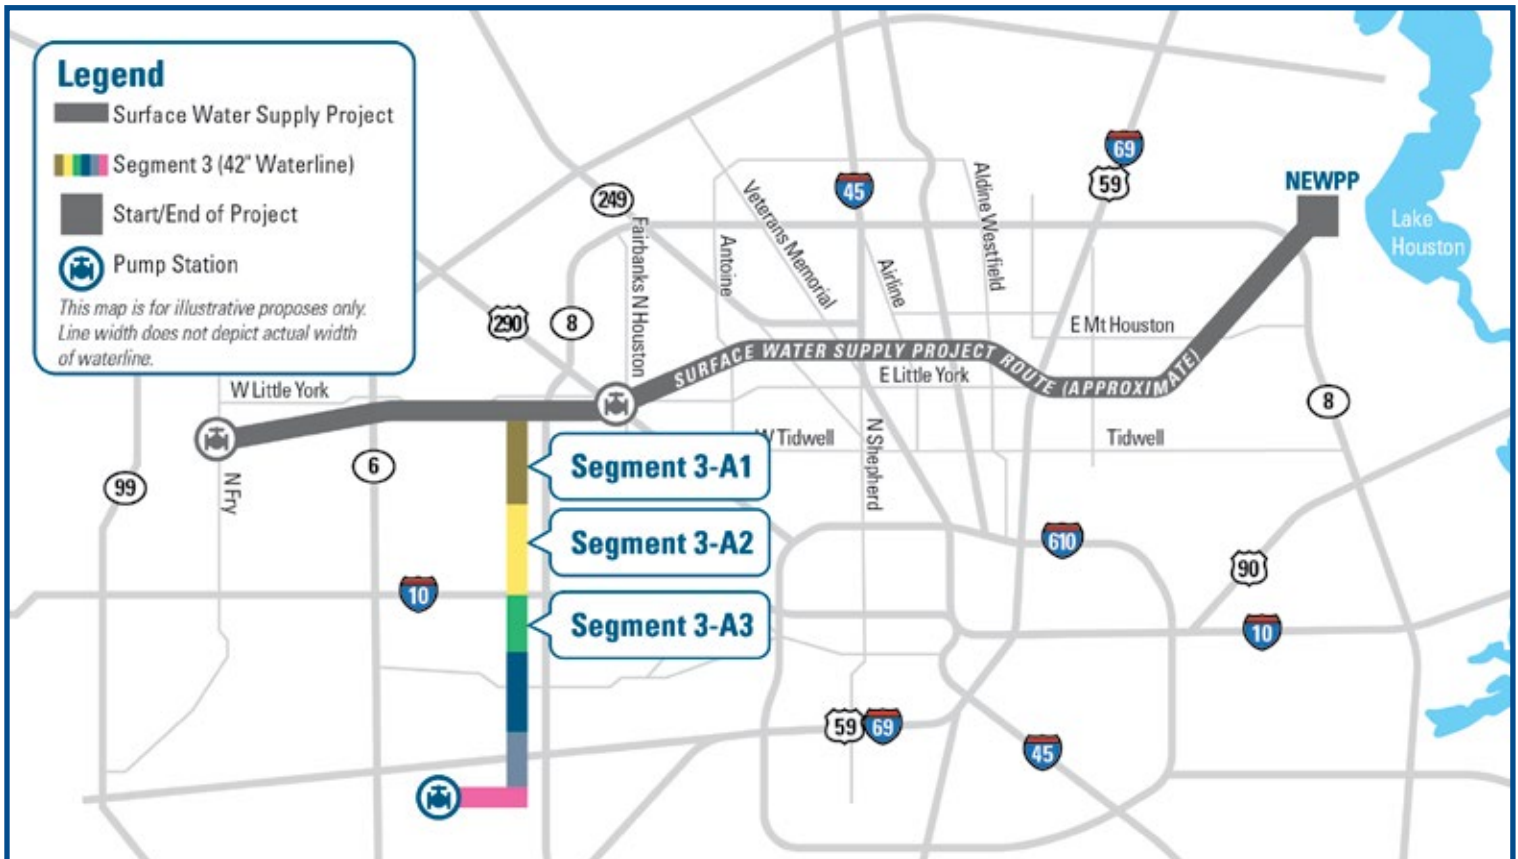 Legend
Surface Water Supply Project
Segment 3 (42" Waterline)
Start/End of Project
Pump Station
This map is for illustrative proposes only.
Line width does not depict actual width
of waterline.
249
290
8
Fairbanks N Houston
Antoine
Veterans Memorial
45
Airline
Aldine Westfield
69
59
NEWPP
Lake
Houston
E Mt Houston
SURFACE WATER SUPPLY PROJECT ROUTE (APPROXIMATE)
E Little York
W Little York
8
W Tidwell
Tidwell
N Shepherd
99
N Fry
6
Segment 3-A1
Segment 3-A2
Segment 3-A3
10
610
90
10
59
69
45